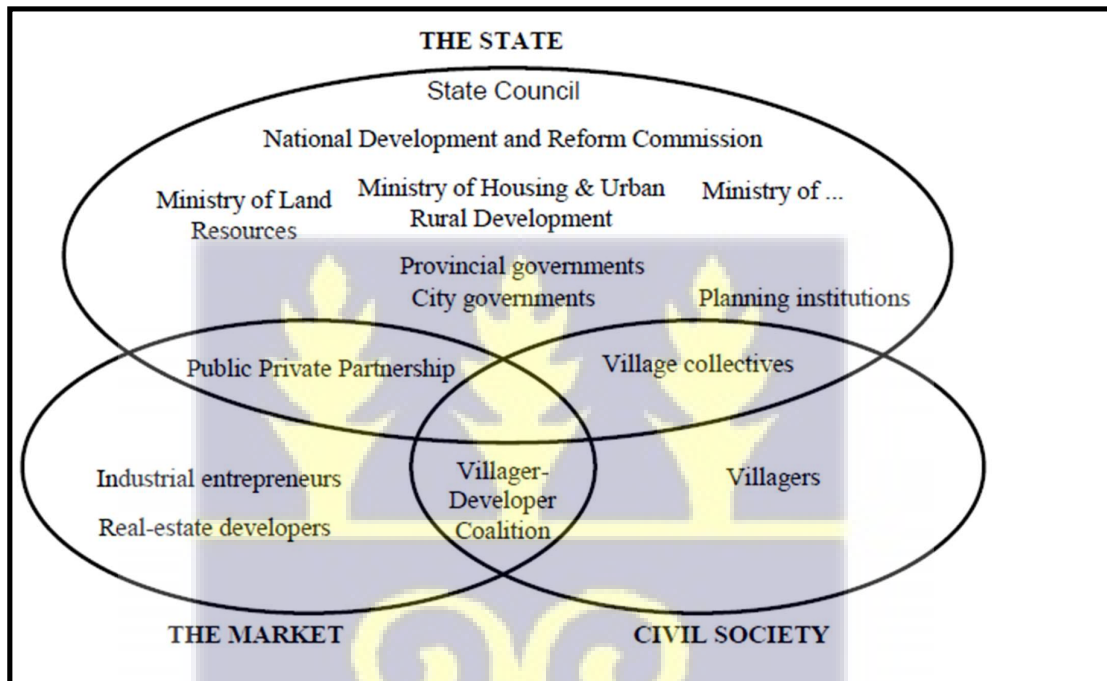 THE STATE
State Council
National Development and Reform Commission
Ministry of Land
Resources
Ministry of Housing & Urban
Rural Development
Ministry of ...
Provincial governments
City governments
Planning institutions
Public Private Partnership
Village collectives
Industrial entrepreneurs
Real-estate developers
Villager-
Developer
Coalition
Villagers
THE MARKET
CIVIL SOCIETY